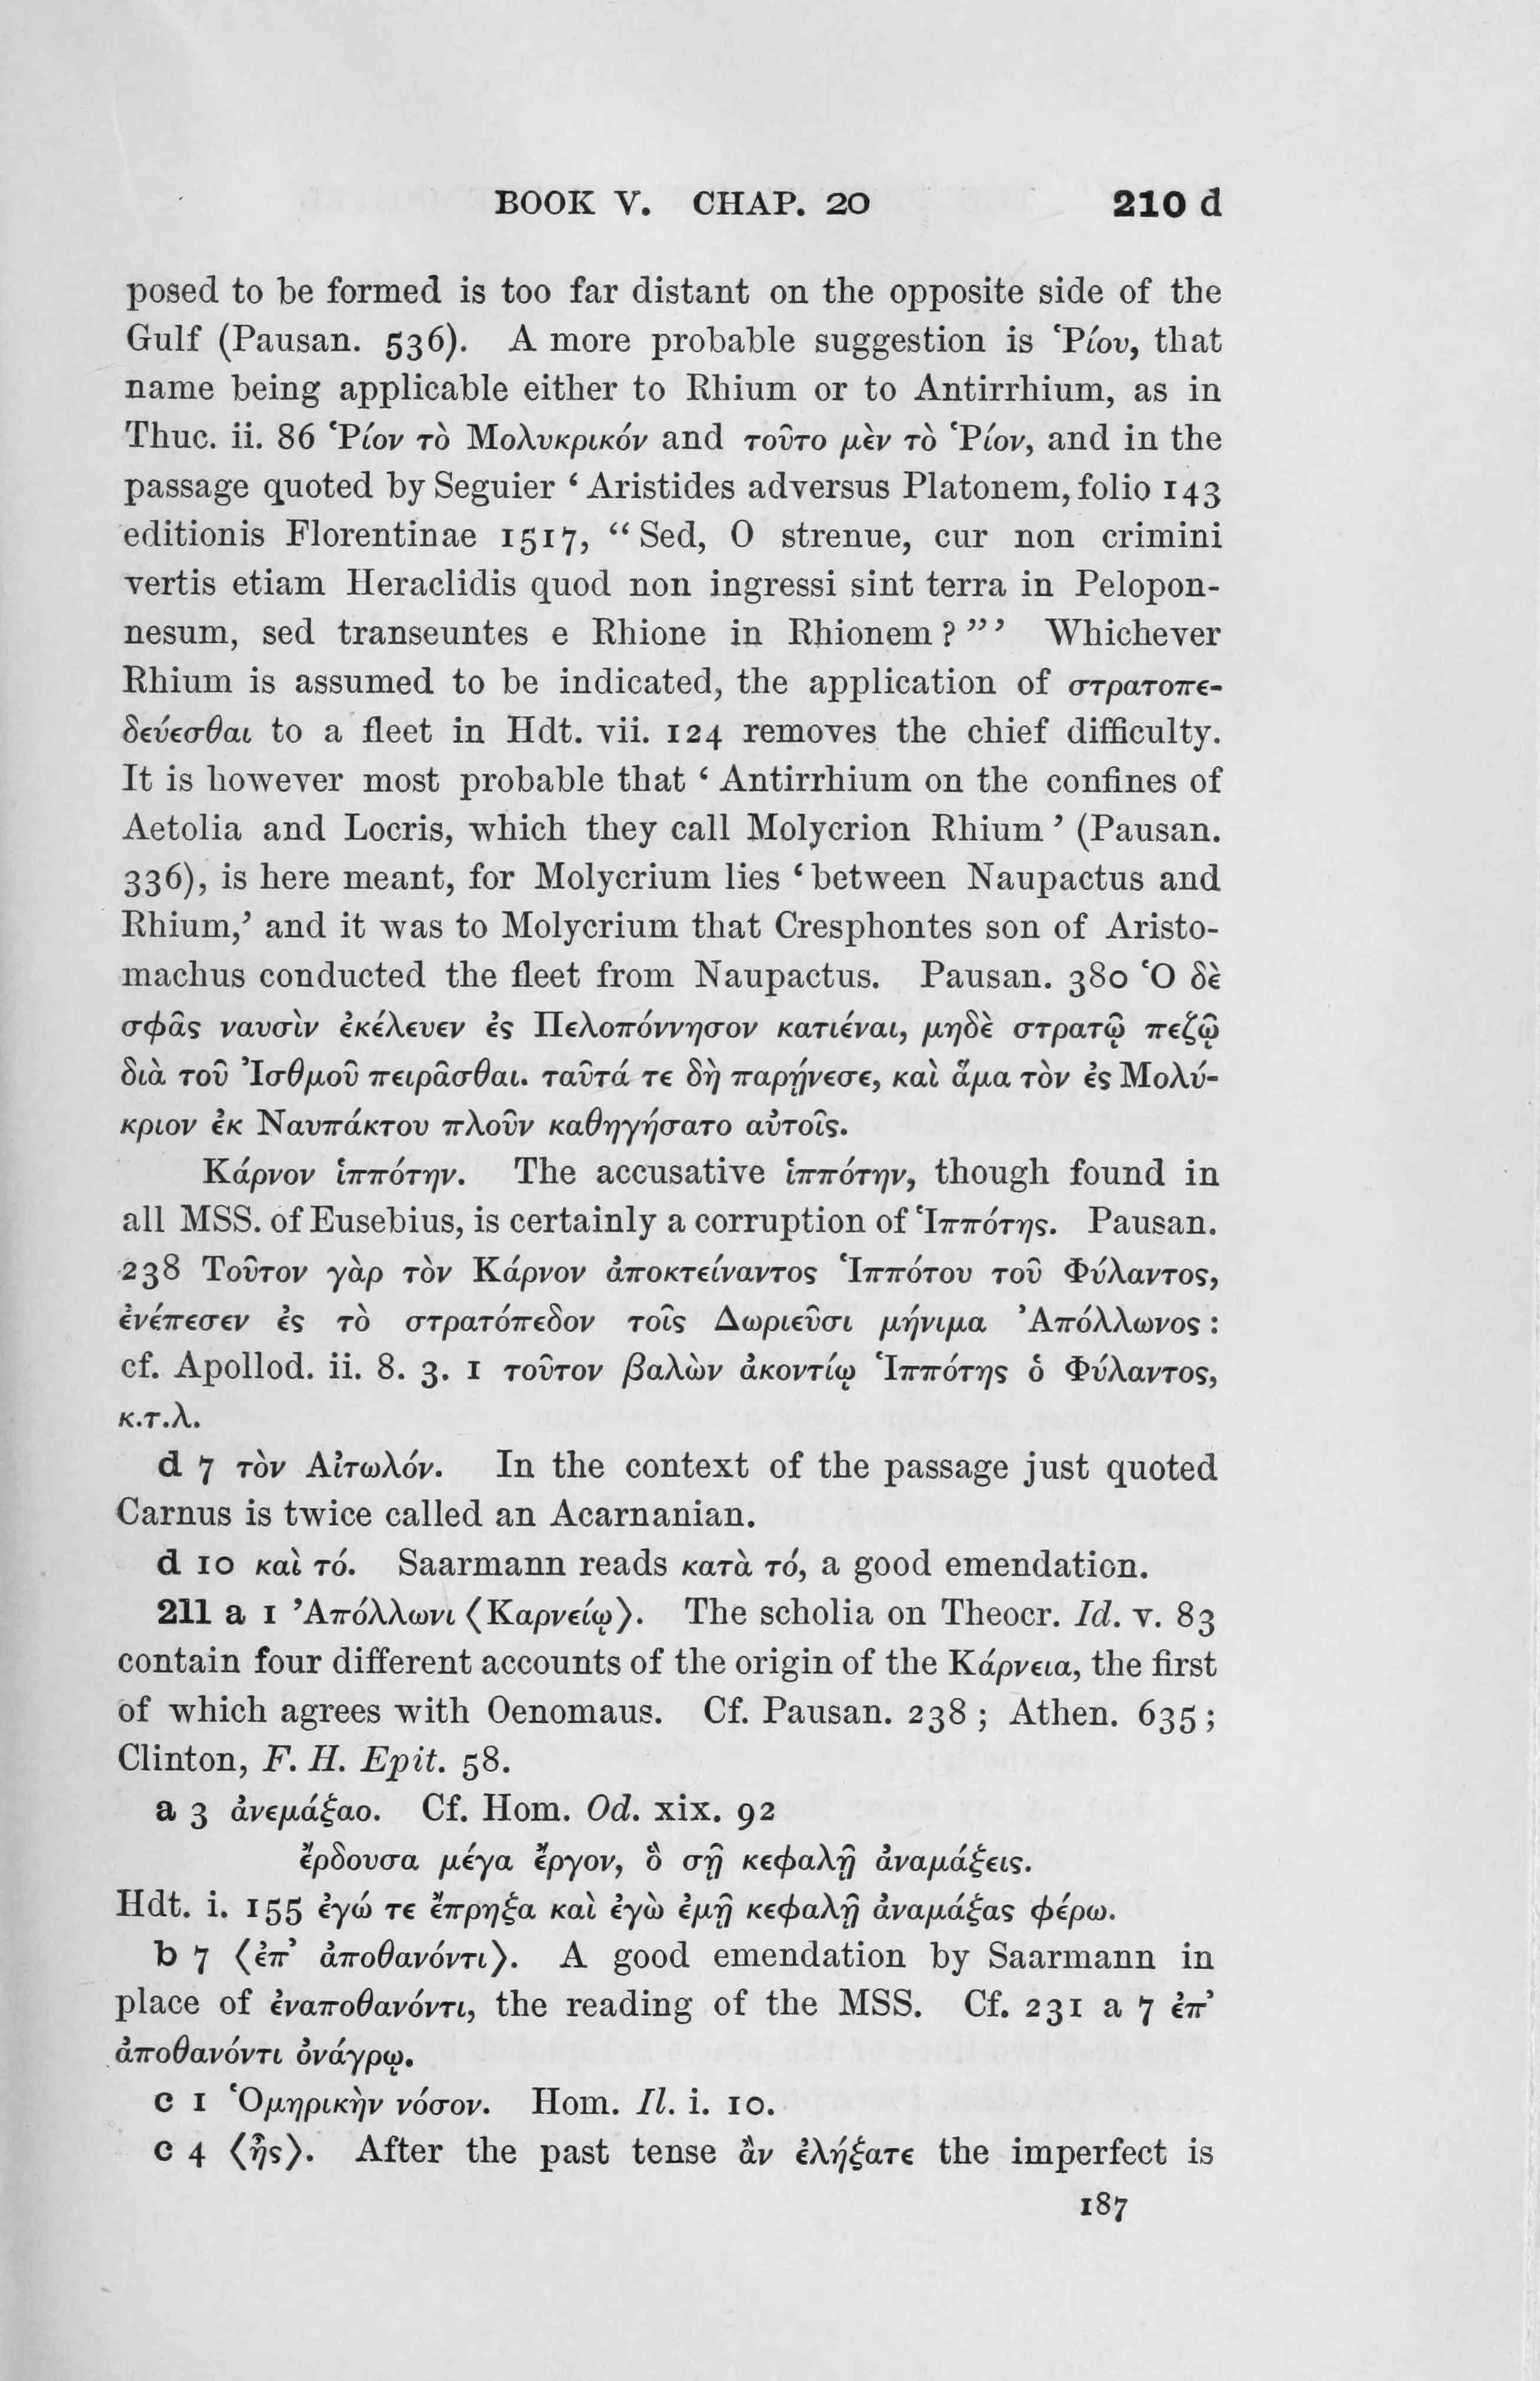 BOOK V. CHAP. 20 210 d
posed to be formed is too far distant on the opposite side of the
Gulf (Pausan. 536). A more probable suggestion is Ῥίου, that
name being applicable either to Rhium or to Antirrhium, as in
Thuc. ii. 86 Ῥίον τὸ Μολυκρικόν and τοῦτο μὲν τὸ Ῥίον, and in the
passage quoted by Seguier ‘Aristides adversus Platonem, folio 143
editionis Florentinae 1517, “Sed, O strenue, cur non crimini
vertis etiam Heraclidis quod non ingressi sint terra in Pelopon-
nesum, sed transeuntes e Rhione in Rhionem?”’ Whichever
Rhium is assumed to be indicated, the application of στρατοπε-
δεύεσθαι to a fleet in Hdt. vii. 124 removes the chief difficulty.
It is however most probable that ‘Antirrhium on the confines of
Aetolia and Locris, which they call Molycrion Rhium’ (Pausan.
336), is here meant, for Molycrium lies ‘between Naupactus and
Rhium,’ and it was to Molycrium that Cresphontes son of Aristo-
machus conducted the fleet from Naupactus. Pausan. 380 Ὁ δὲ
σφᾶς ναυσὶν ἐκέλευεν ἐς Πελοπόννησον κατιέναι, μηδὲ στρατῷ πεζῷ
διὰ τοῦ Ἰσθμοῦ πειρᾶσθαι. ταῦτά τε δὴ παρῄνεσε, καὶ ἅμα τὸν ἐς Μολύ-
κριον ἐκ Ναυπάκτου πλοῦν καθηγήσατο αὐτοῖς.
Κάρνον ἱππότην. The accusative ἱππότην, though found in
all MSS. of Eusebius, is certainly a corruption of Ἱππότης. Pausan.
238 Τοῦτον γὰρ τὸν Κάρνον ἀποκτείναντος Ἱππότου τοῦ Φύλαντος,
ἐνέπεσεν ἐς τὸ στρατόπεδον τοῖς Δωριεῦσι μήνιμα Ἀπόλλωνος:
cf. Apollod. ii. 8. 3. 1 τοῦτον βαλὼν ἀκοντίῳ Ἱππότης ὁ Φύλαντος,
κ.τ.λ.
d 7 τὸν Αἰτωλόν. In the context of the passage just quoted
Carnus is twice called an Acarnanian.
d 10 καὶ τό. Saarmann reads κατὰ τό, a good emendation.
211 a 1 Ἀπόλλωνι ⟨Καρνείῳ⟩. The scholia on Theocr. Id. v. 83
contain four different accounts of the origin of the Κάρνεια, the first
of which agrees with Oenomaus. Cf. Pausan. 238; Athen. 635;
Clinton, F. H. Epit. 58.
a 3 ἀνεμάξαο. Cf. Hom. Od. xix. 92
ἔρδουσα μέγα ἔργον, ὃ σῇ κεφαλῇ ἀναμάξεις.
Hdt. i. 155 ἐγώ τε ἔπρηξα καὶ ἐγὼ ἐμῇ κεφαλῇ ἀναμάξας φέρω.
b 7 ⟨ἐπ’ ἀποθανόντι⟩. A good emendation by Saarmann in
place of ἐναποθανόντι, the reading of the MSS. Cf. 231 a 7 ἐπ’
ἀποθανόντι ὀνάγρῳ.
c 1 Ὁμηρικὴν νόσον. Hom. Il. i. 10.
c 4 ⟨ἦς⟩. After the past tense ἂν ἐλήξατε the imperfect is
187